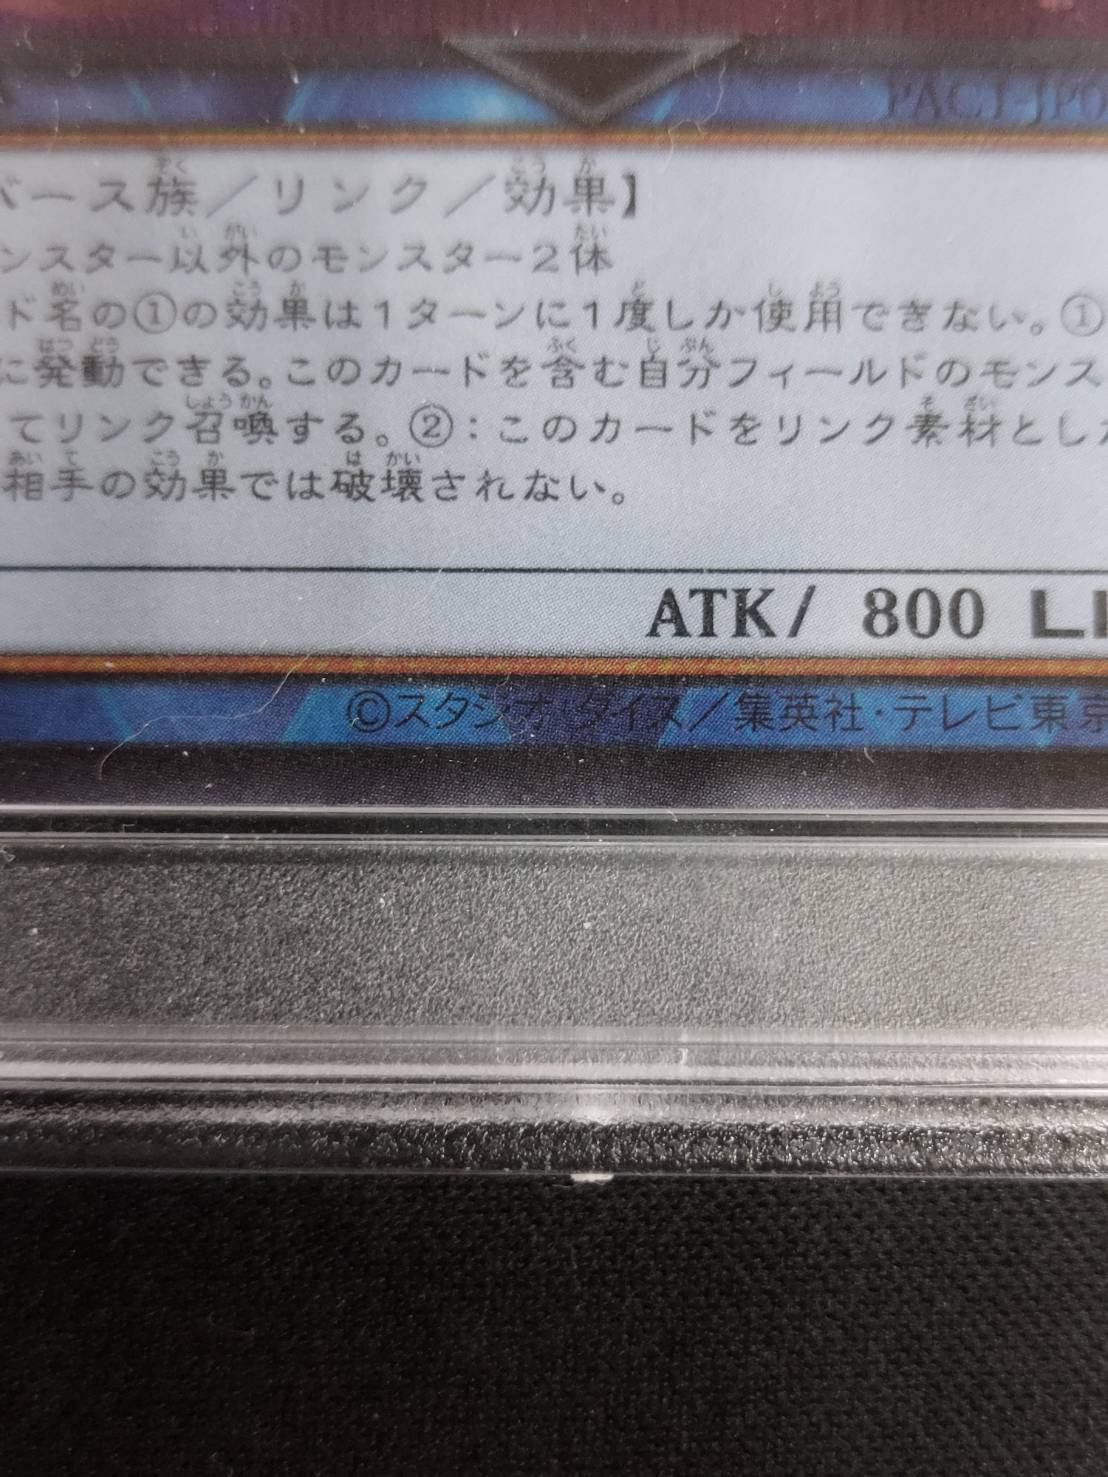 PAC1-JP0
バース族／リンク／効果】
ンスター以外のモンスター2体
ド名の①の効果は1ターンに1度しか使用できない。①
に発動できる。このカードを含む自分フィールドのモンス
てリンク召喚する。②：このカードをリンク素材とした
相手の効果では破壊されない。
ATK/ 800 LI
©スタジオ・ダイス／集英社・テレビ東京